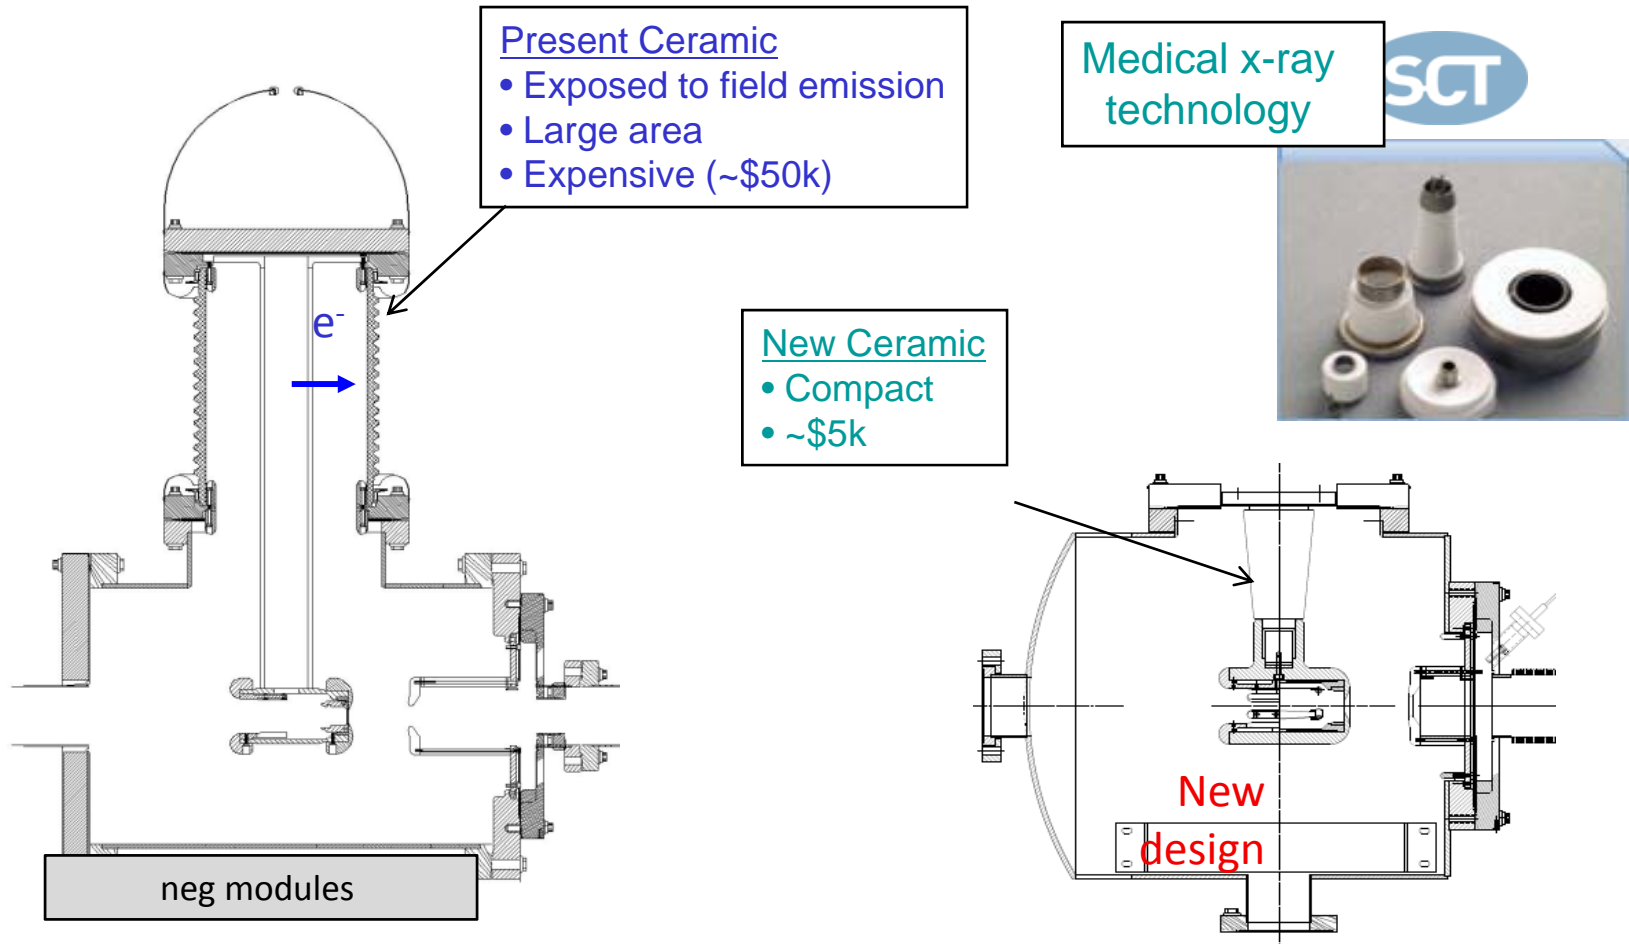 Present Ceramic
• Exposed to field emission
• Large area
• Expensive (~$50k)
Medical x-ray
technology
SCT
e-
New Ceramic
• Compact
• ~$5k
New
design
neg modules